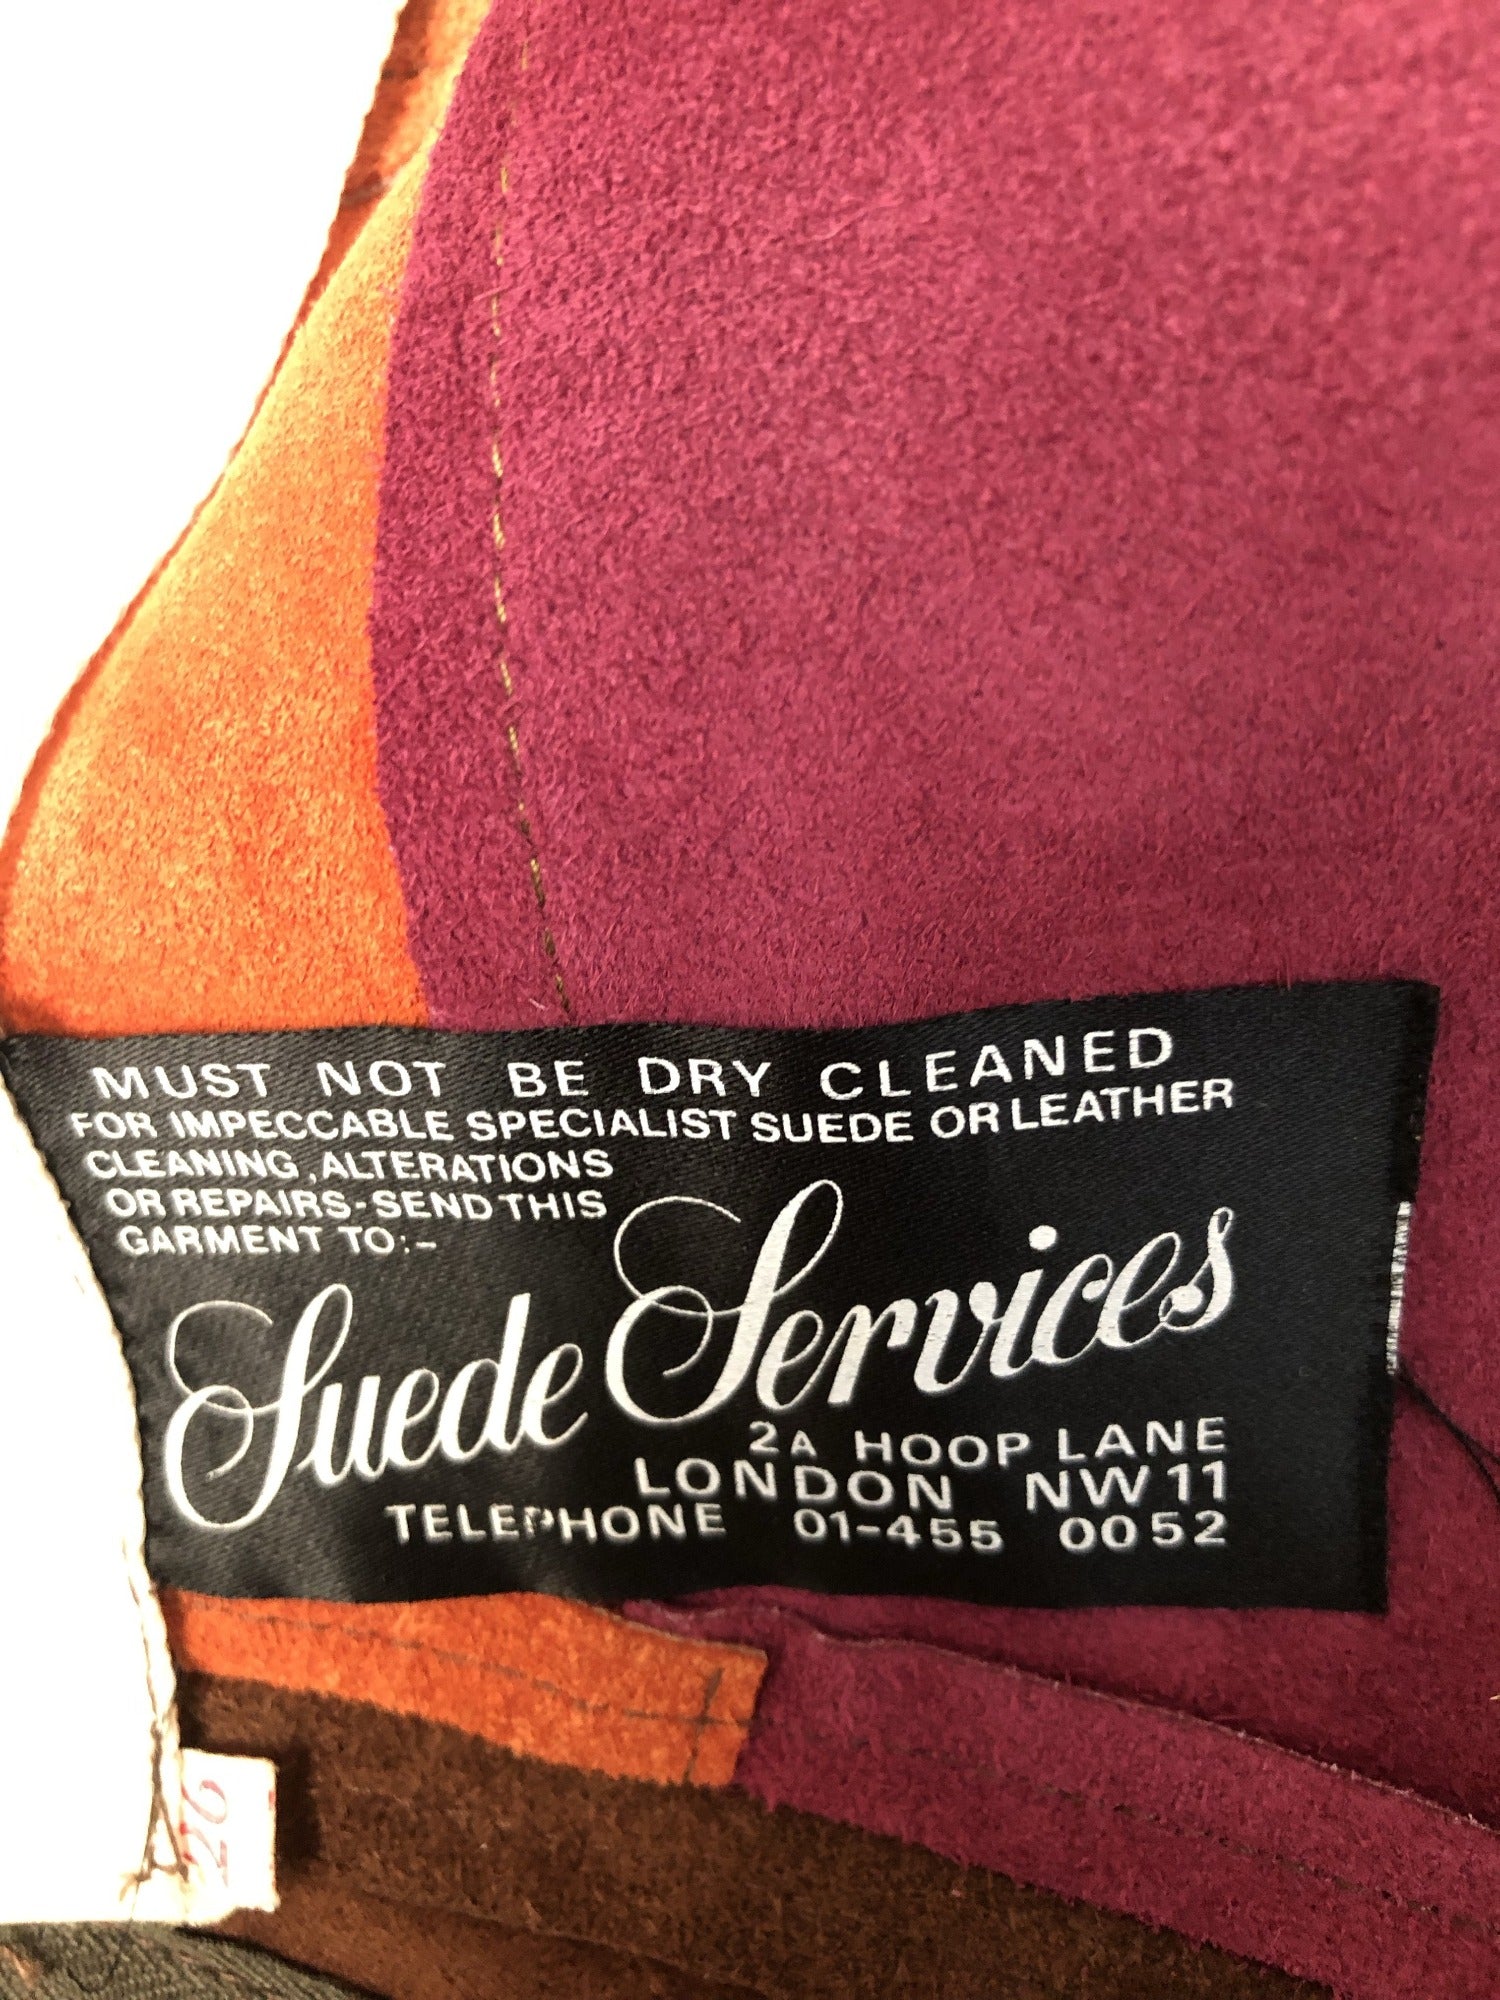 MUST NOT BE DRY CLEANED
FOR IMPECCABLE SPECIALIST SUEDE OR LEATHER
CLEANING, ALTERATIONS
OR REPAIRS-SEND THIS
GARMENT TO:-
Suede Services
2A HOOP LANE
LONDON NW11
TELEPHONE 01-455 0052
26